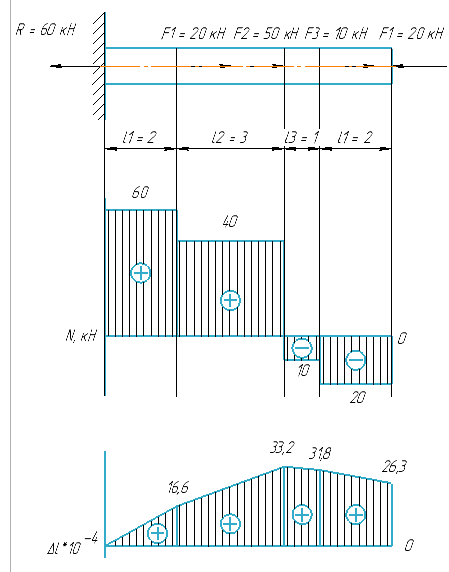 R = 60 кН
F1 = 20 кН F2 = 50 кН F3 = 10 кН F1 = 20 кН
l1 = 2 l2 = 3 l3 = 1 l1 = 2
60
40
N, кН
0
10
20
33,2
31,8
26,3
16,6
Δl*10⁻⁴
0